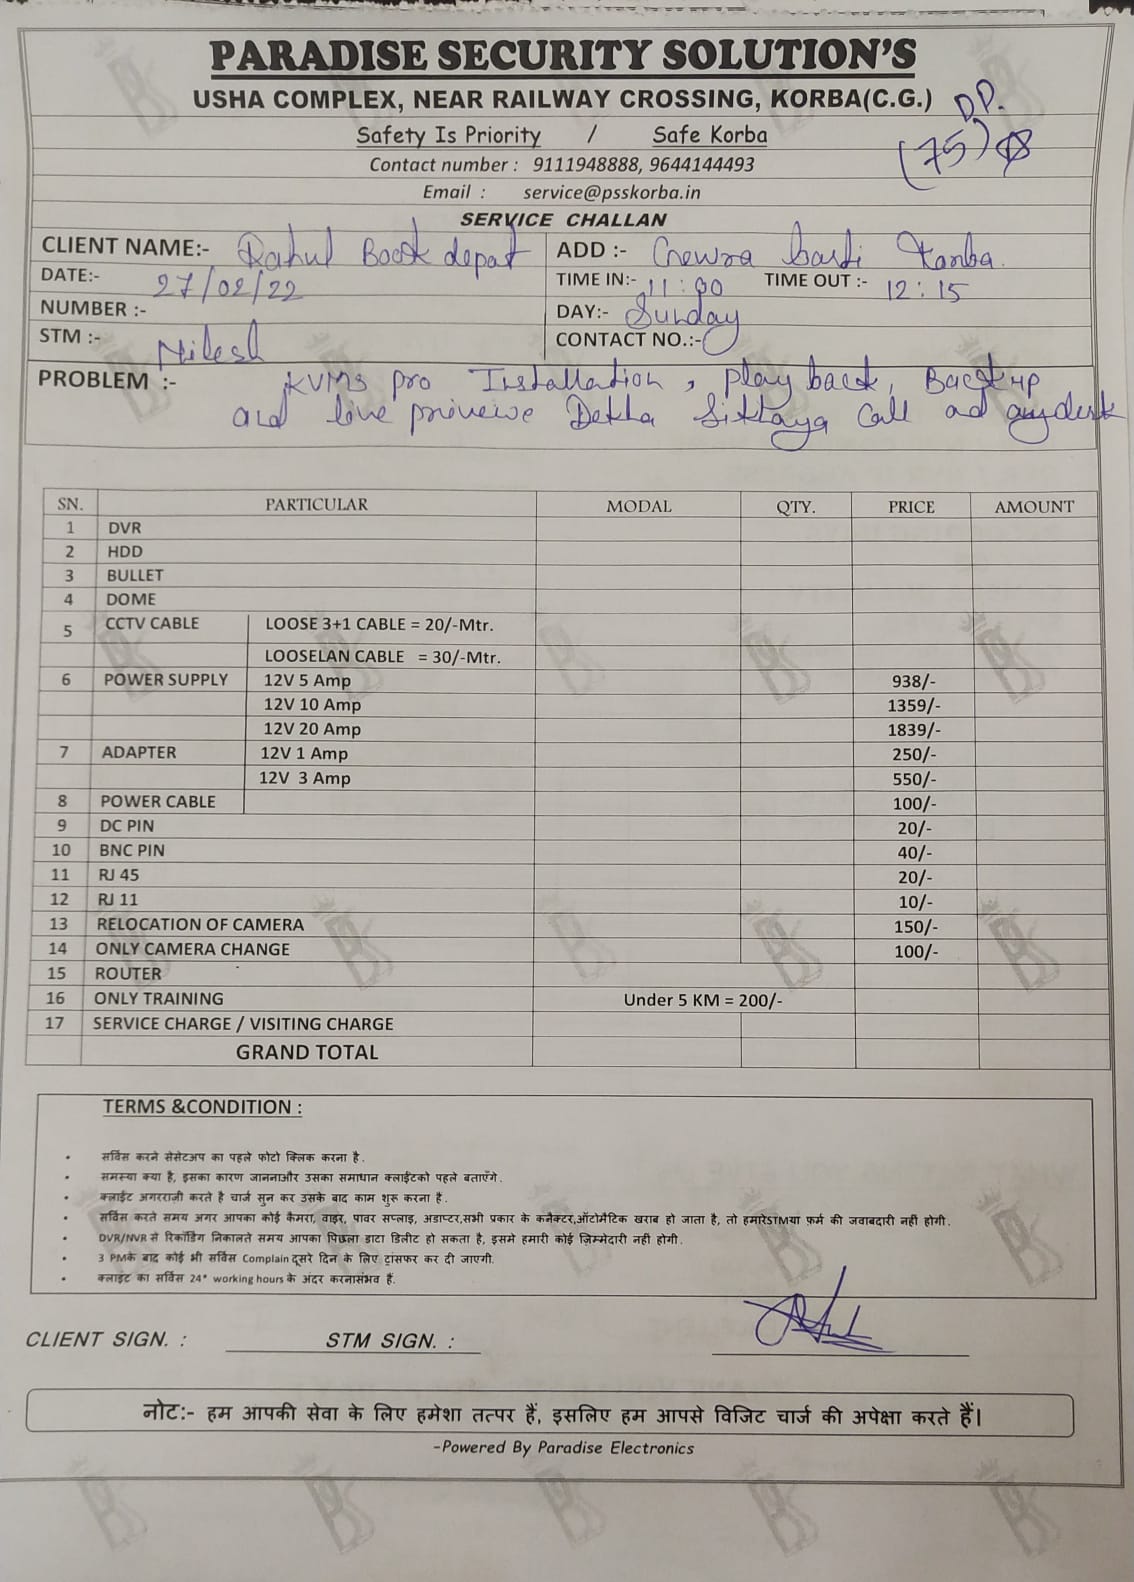 PARADISE SECURITY SOLUTION'S
USHA COMPLEX, NEAR RAILWAY CROSSING, KORBA(C.G.)
D.D.
(75)
Safety Is Priority / Safe Korba
Contact number : 9111948888, 9644144493
Email : service@psskorba.in
SERVICE CHALLAN
CLIENT NAME:- Rahul Book depot ADD :- Gewra basti Korba.
DATE:- 27/02/22 TIME IN:- 11:00 TIME OUT :- 12:15
NUMBER :- DAY:- Sunday
STM :- Nilesh CONTACT NO.:-
PROBLEM :- KVMS pro Installation, play back, Backup
and live priveiwe Dekha Sikhaya Call ad anydesk
SN. PARTICULAR MODAL QTY. PRICE AMOUNT
1 DVR
2 HDD
3 BULLET
4 DOME
5 CCTV CABLE LOOSE 3+1 CABLE = 20/-Mtr.
LOOSELAN CABLE = 30/-Mtr.
6 POWER SUPPLY 12V 5 Amp 938/-
12V 10 Amp 1359/-
12V 20 Amp 1839/-
7 ADAPTER 12V 1 Amp 250/-
12V 3 Amp 550/-
8 POWER CABLE 100/-
9 DC PIN 20/-
10 BNC PIN 40/-
11 RJ 45 20/-
12 RJ 11 10/-
13 RELOCATION OF CAMERA 150/-
14 ONLY CAMERA CHANGE 100/-
15 ROUTER
16 ONLY TRAINING Under 5 KM = 200/-
17 SERVICE CHARGE / VISITING CHARGE
GRAND TOTAL
TERMS &CONDITION :
• सर्विस करने सेसेटअप का पहले फोटो क्लिक करना है.
• समस्या क्या है, इसका कारण जाननाऔर उसका समाधान क्लाईंटको पहले बताएँगे.
• क्लाईंट अगरराज़ी करते है चार्ज सुन कर उसके बाद काम शुरू करना है.
• सर्विस करते समय अगर आपका कोई कैमरा, वाइर, पावर सप्लाइ, अडाप्टर,सभी प्रकार के कनैक्टर,ऑटोमैटिक खराब हो जाता है, तो हमारेSTMया फ़र्म की जवाबदारी नहीं होगी.
• DVR/NVR से रिकॉर्डिंग निकालते समय आपका पिछला डाटा डिलीट हो सकता है, इसमे हमारी कोई ज़िम्मेदारी नहीं होगी.
• 3 PMके बाद कोई भी सर्विस Complain दूसरे दिन के लिए ट्रांसफर कर दी जाएगी.
• क्लाइंट का सर्विस 24* working hours के अंदर करनासंभव हैं.
CLIENT SIGN. : STM SIGN. :
नोट:- हम आपकी सेवा के लिए हमेशा तत्पर हैं, इसलिए हम आपसे विजिट चार्ज की अपेक्षा करते हैं।
-Powered By Paradise Electronics